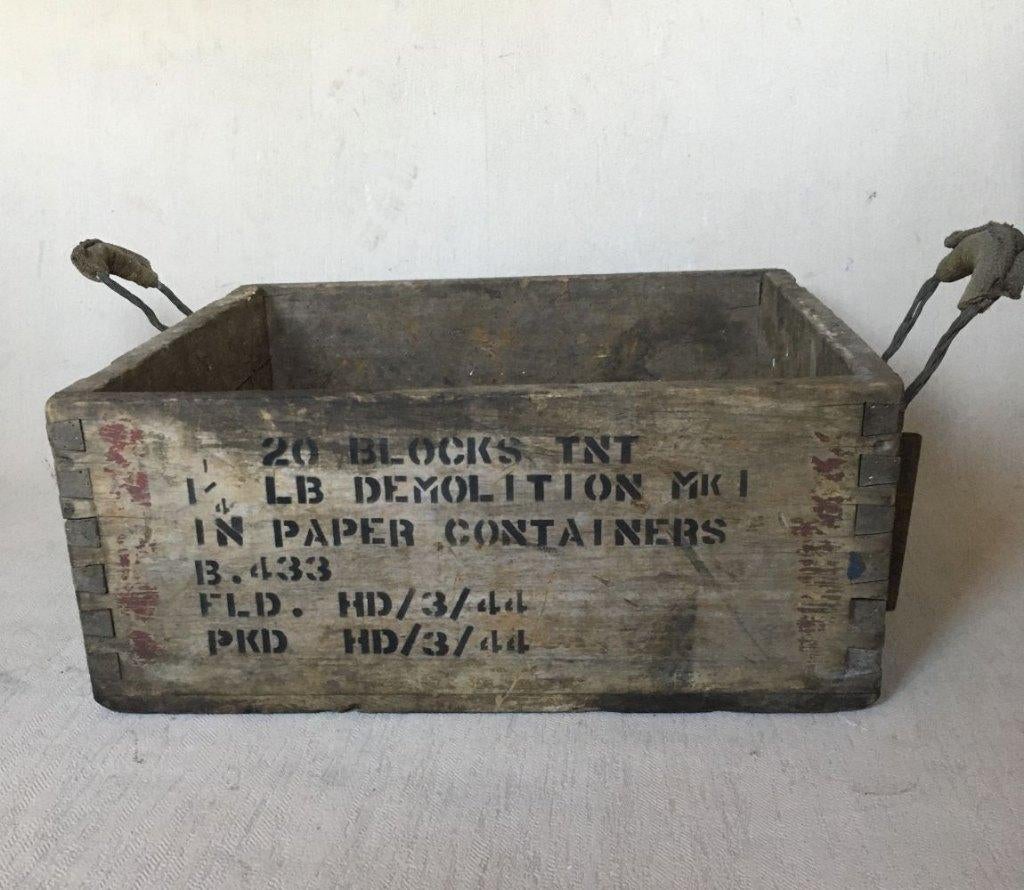 20 BLOCKS TNT
1¼ LB DEMOLITION MK I
IN PAPER CONTAINERS
B.433
FLD. HD/3/44
PKD HD/3/44